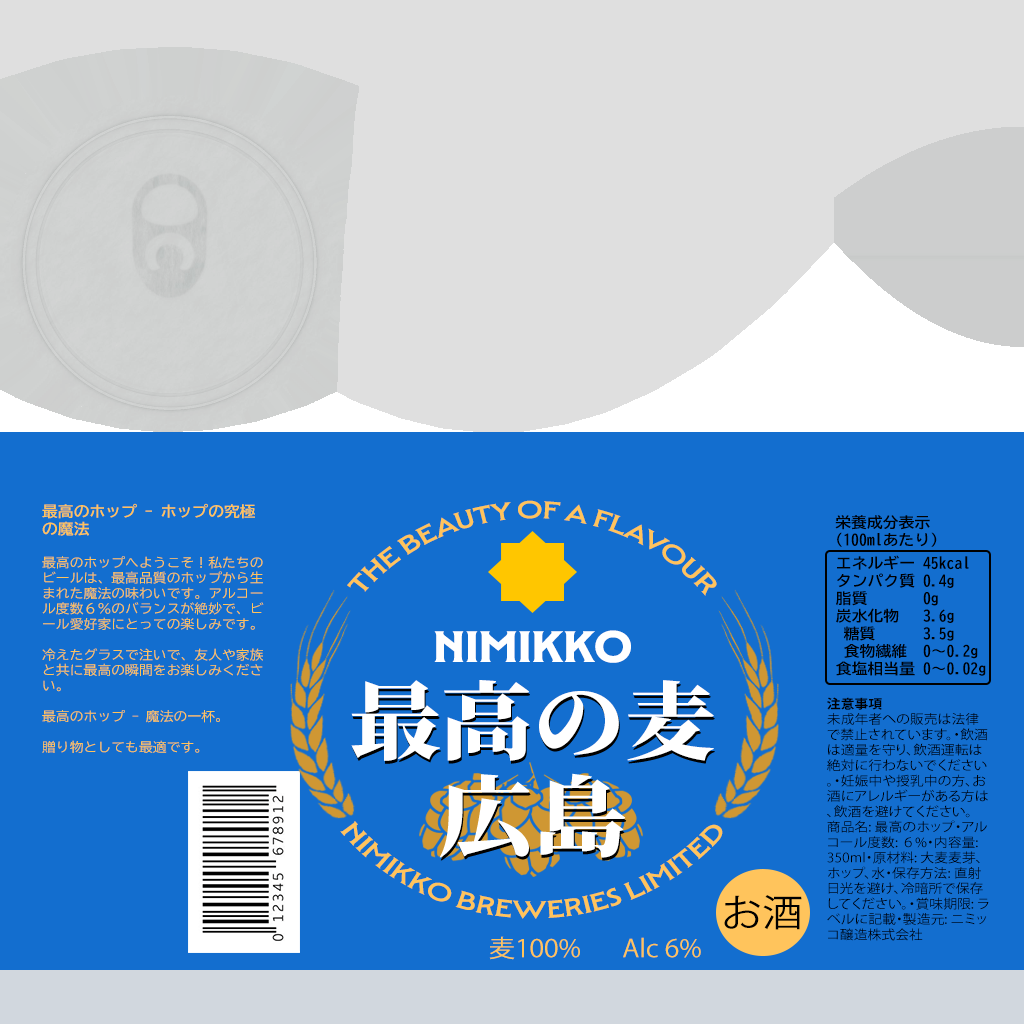 最高のホップ - ホップの究極
の魔法
最高のホップへようこそ！私たちの
ビールは、最高品質のホップから生
まれた魔法の味わいです。アルコー
ル度数６％のバランスが絶妙で、ビ
ール愛好家にとっての楽しみです。
冷えたグラスで注いで、友人や家族
と共に最高の瞬間をお楽しみくださ
い。
最高のホップ - 魔法の一杯。
贈り物としても最適です。
0 12345 678912
THE BEAUTY OF A FLAVOUR
NIMIKKO
最高の麦
広島
NIMIKKO BREWERIES LIMITED
麦100% Alc 6%
お酒
栄養成分表示
(100mlあたり)
エネルギー 45kcal
タンパク質 0.4g
脂質 0g
炭水化物 3.6g
糖質 3.5g
食物繊維 0～0.2g
食塩相当量 0～0.02g
注意事項
未成年者への販売は法律
で禁止されています。・飲酒
は適量を守り、飲酒運転は
絶対に行わないでください
。・妊娠中や授乳中の方、お
酒にアレルギーがある方は
、飲酒を避けてください。
商品名: 最高のホップ・アル
コール度数: ６％・内容量:
350ml・原材料: 大麦麦芽、
ホップ、水・保存方法: 直射
日光を避け、冷暗所で保存
してください。・賞味期限: ラ
ベルに記載・製造元: ニミッ
コ醸造株式会社